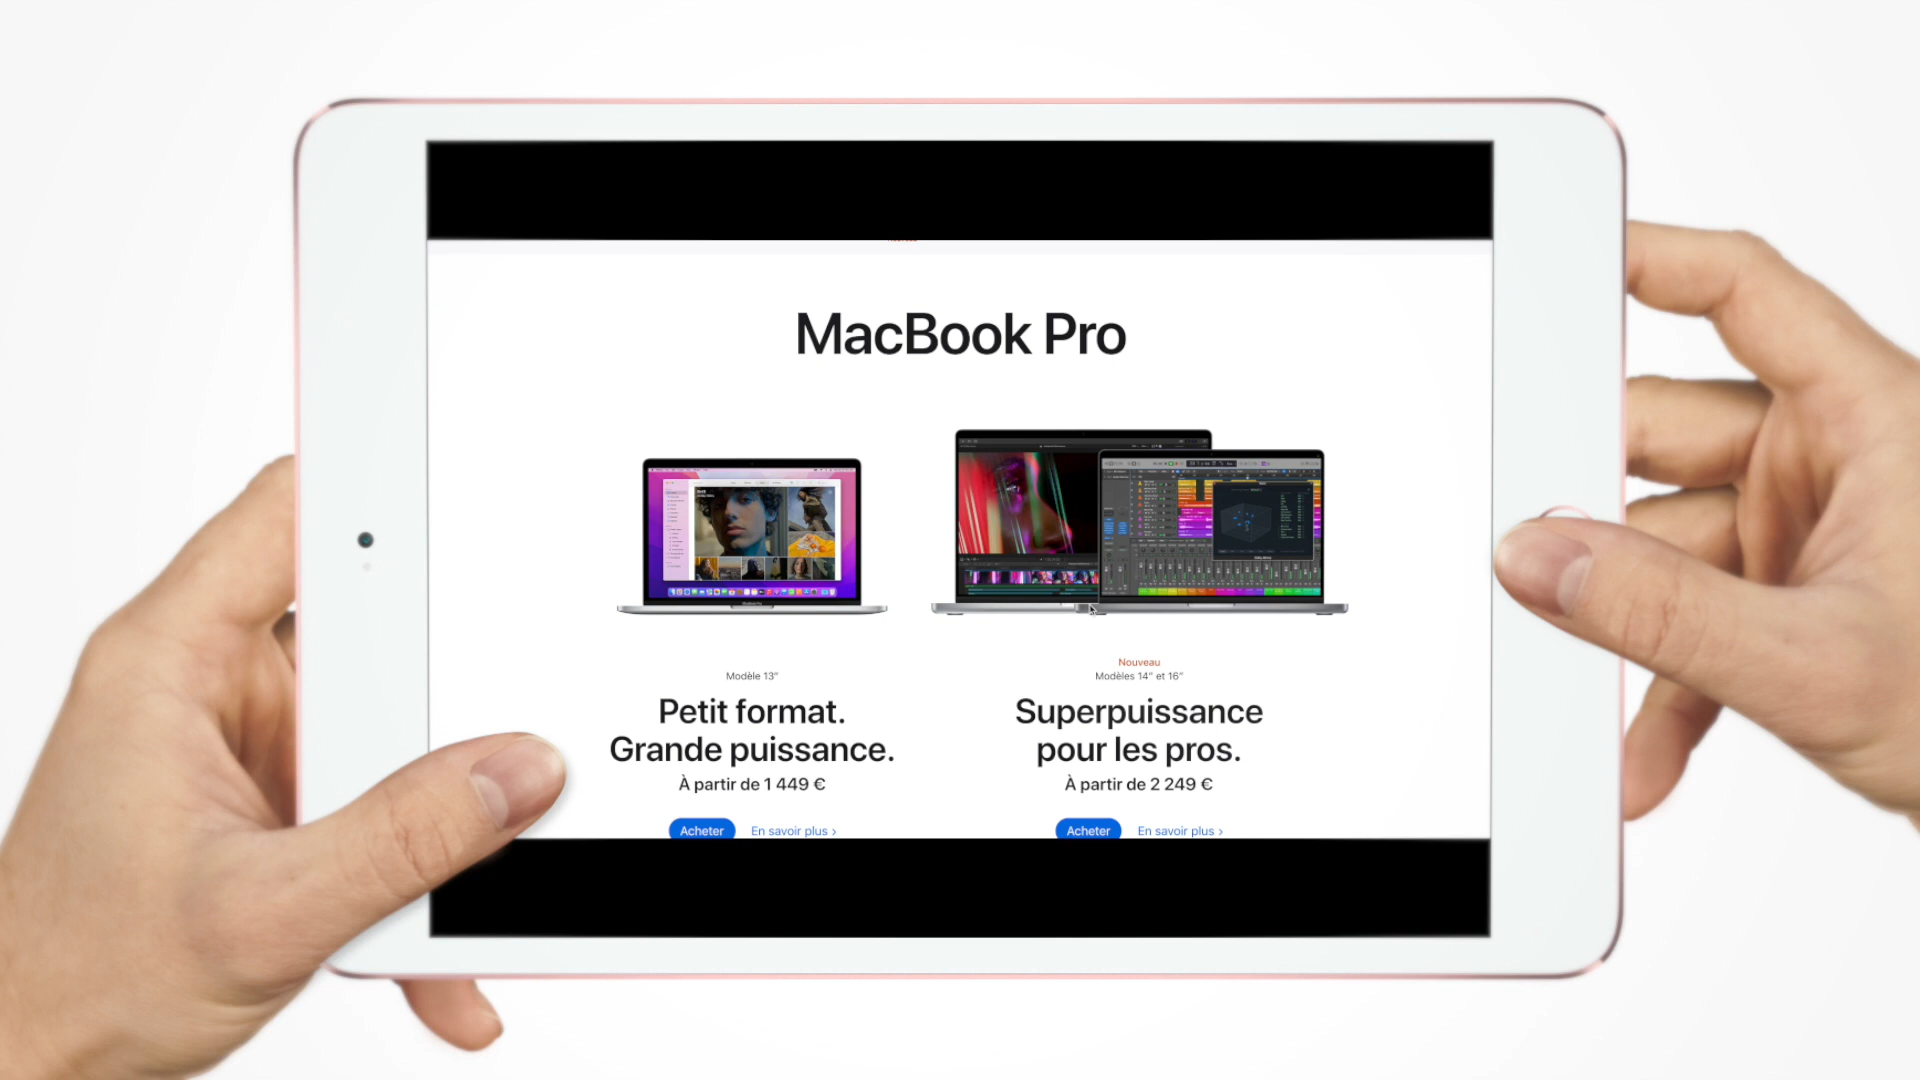 MacBook Pro
Modèle 13″
Petit format.
Grande puissance.
À partir de 1 449 €
Acheter
En savoir plus ›
Nouveau
Modèles 14″ et 16″
Superpuissance
pour les pros.
À partir de 2 249 €
Acheter
En savoir plus ›